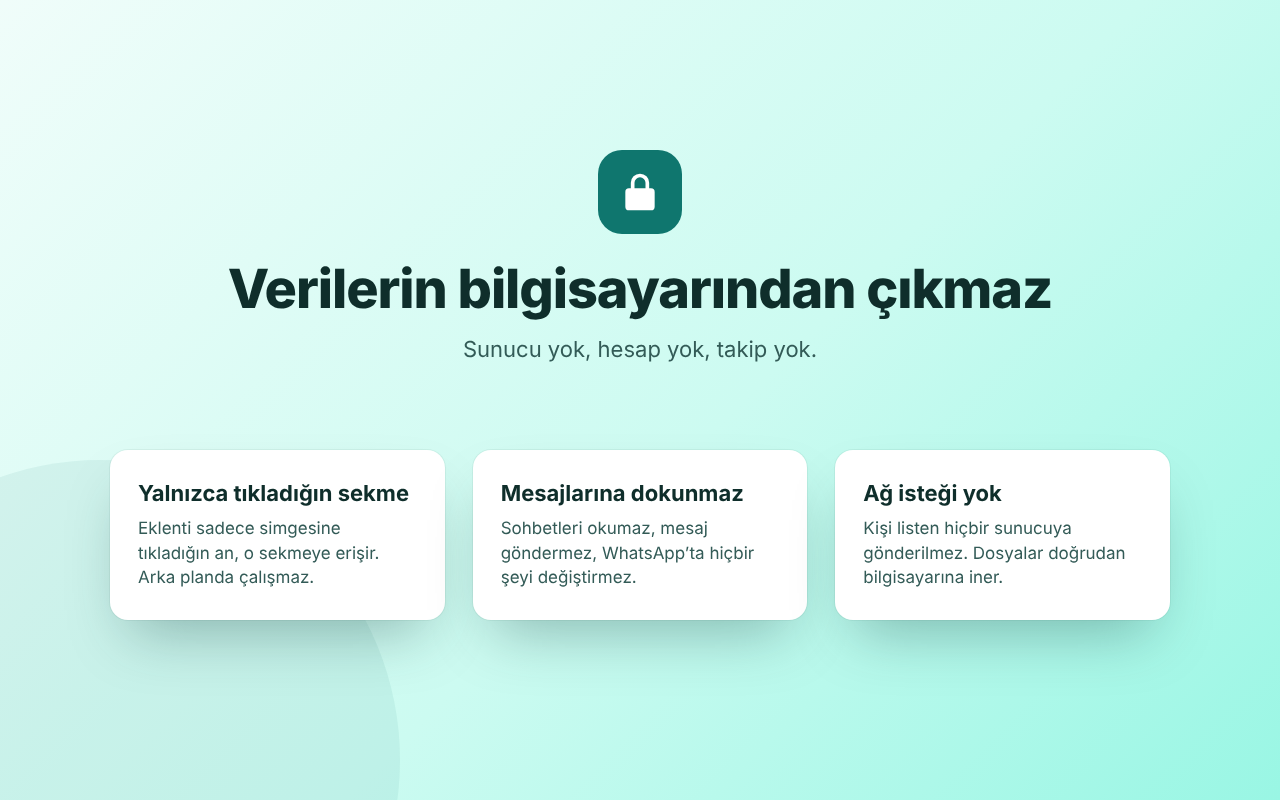 Verilerin bilgisayarından çıkmaz
Sunucu yok, hesap yok, takip yok.
Yalnızca tıkladığın sekme
Eklenti sadece simgesine
tıkladığın an, o sekmeye erişir.
Arka planda çalışmaz.
Mesajlarına dokunmaz
Sohbetleri okumaz, mesaj
göndermez, WhatsApp’ta hiçbir
şeyi değiştirmez.
Ağ isteği yok
Kişi listen hiçbir sunucuya
gönderilmez. Dosyalar doğrudan
bilgisayarına iner.